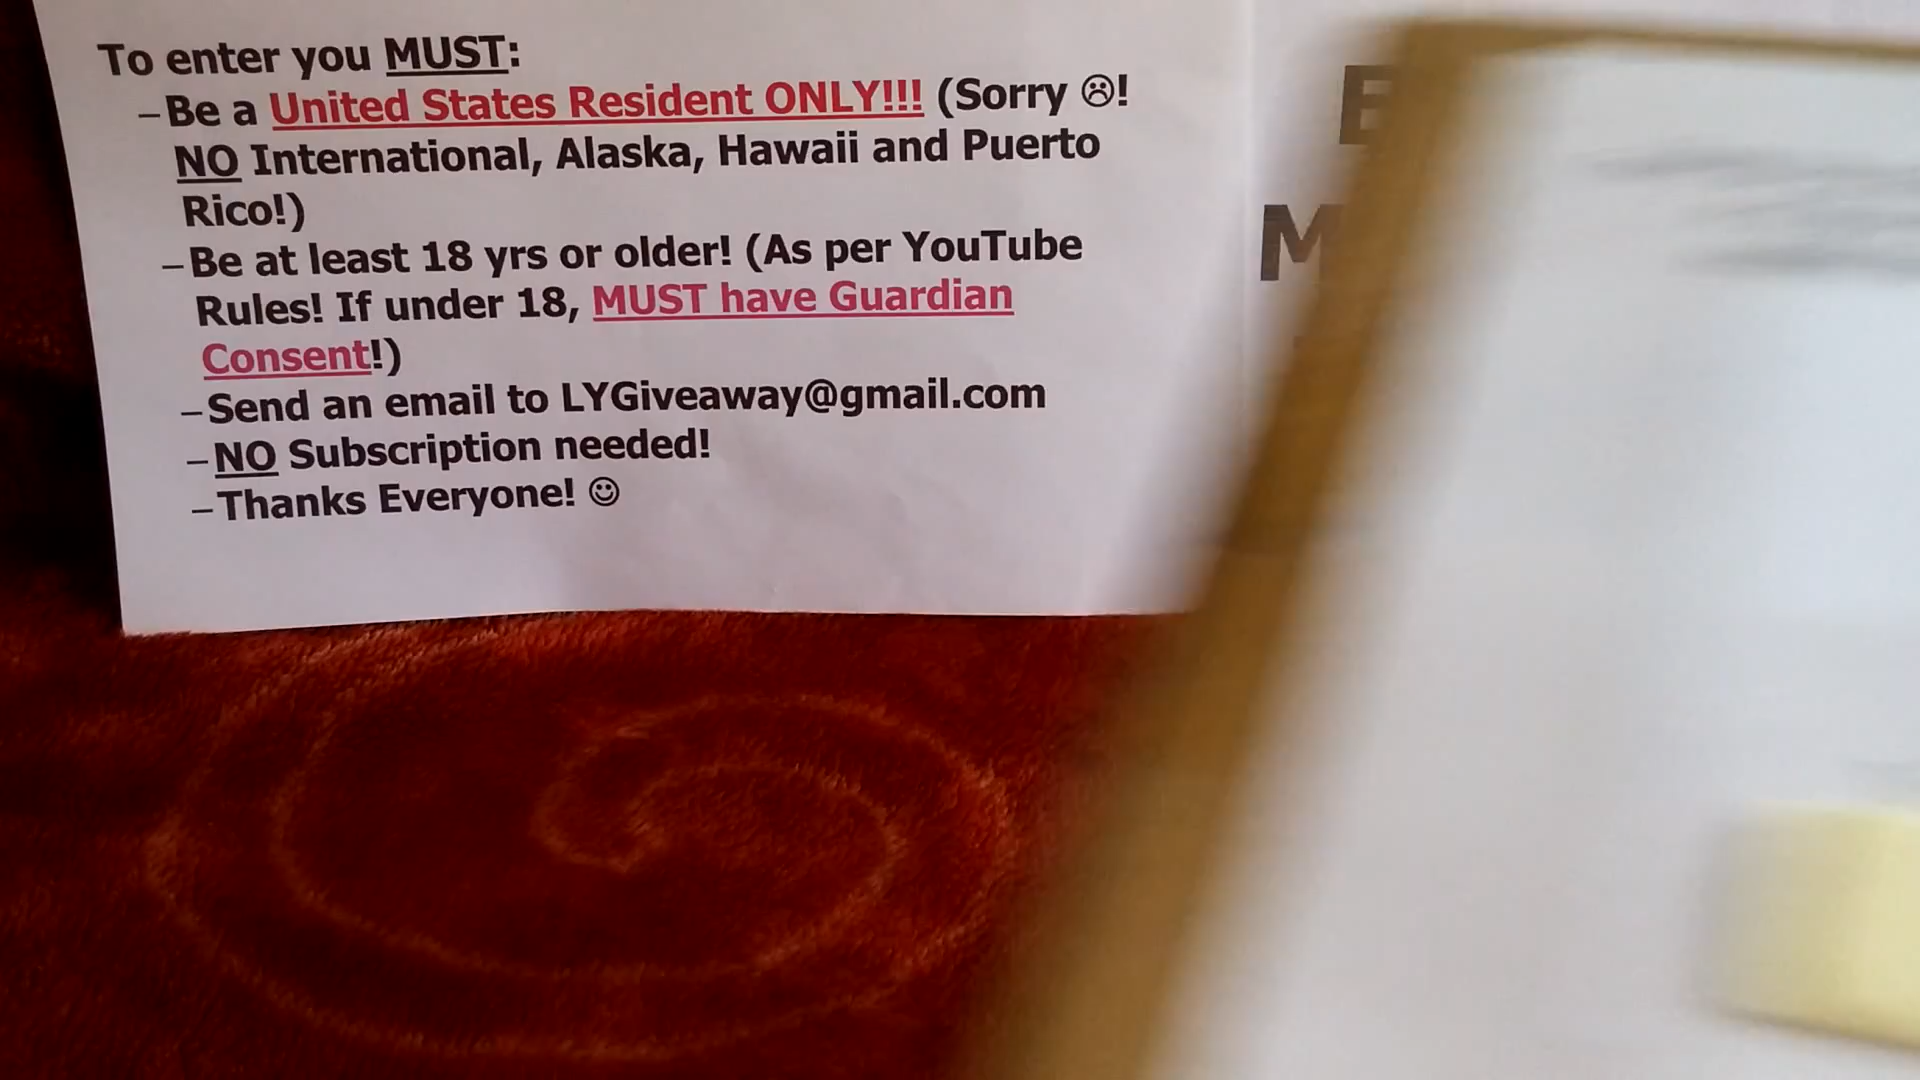 To enter you MUST:
–Be a United States Resident ONLY!!! (Sorry ☹!
NO International, Alaska, Hawaii and Puerto
Rico!)
–Be at least 18 yrs or older! (As per YouTube
Rules! If under 18, MUST have Guardian
Consent!)
–Send an email to LYGiveaway@gmail.com
–NO Subscription needed!
–Thanks Everyone! ☺